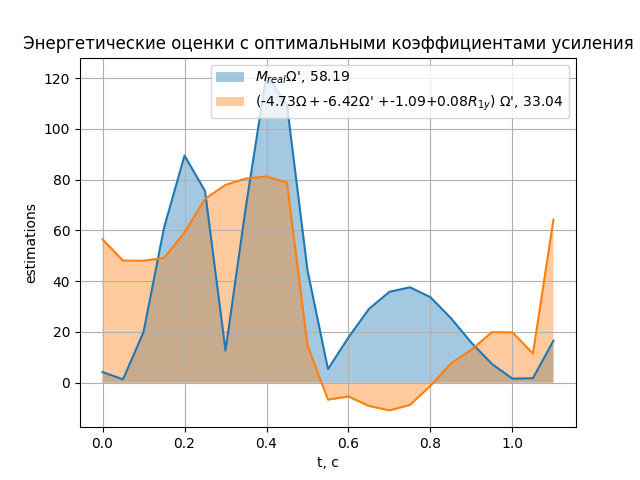 Энергетические оценки с оптимальными коэффициентами усиления
M_{real}Ω', 58.19
(-4.73Ω + -6.42Ω' +-1.09+0.08R_{1y}) Ω', 33.04
estimations
120
100
80
60
40
20
0
0.0 0.2 0.4 0.6 0.8 1.0
t, c